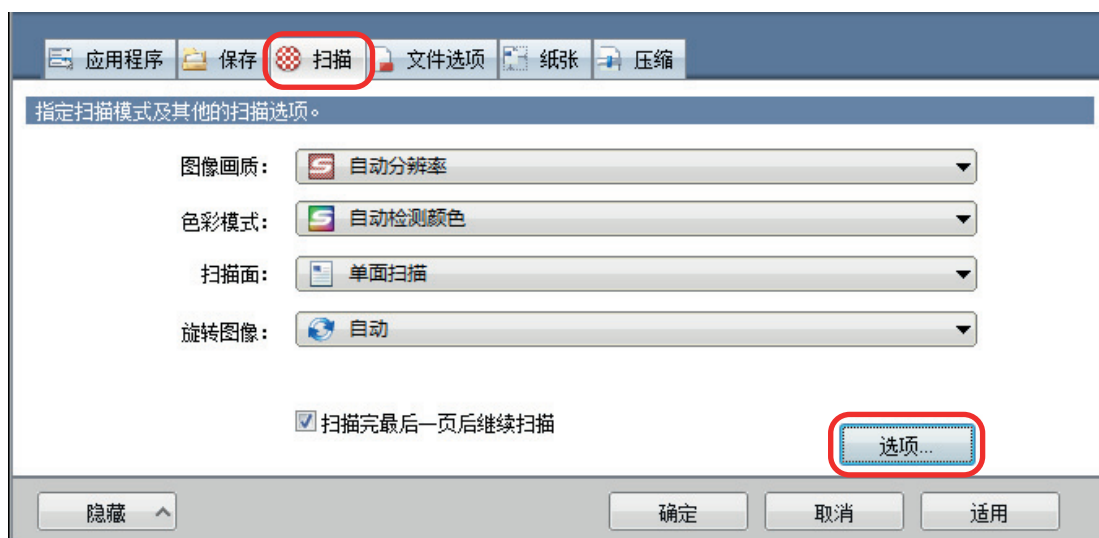 应用程序 保存 扫描 文件选项 纸张 压缩
指定扫描模式及其他的扫描选项。
图像画质: 自动分辨率
色彩模式: 自动检测颜色
扫描面: 单面扫描
旋转图像: 自动
扫描完最后一页后继续扫描
选项...
隐藏 确定 取消 适用